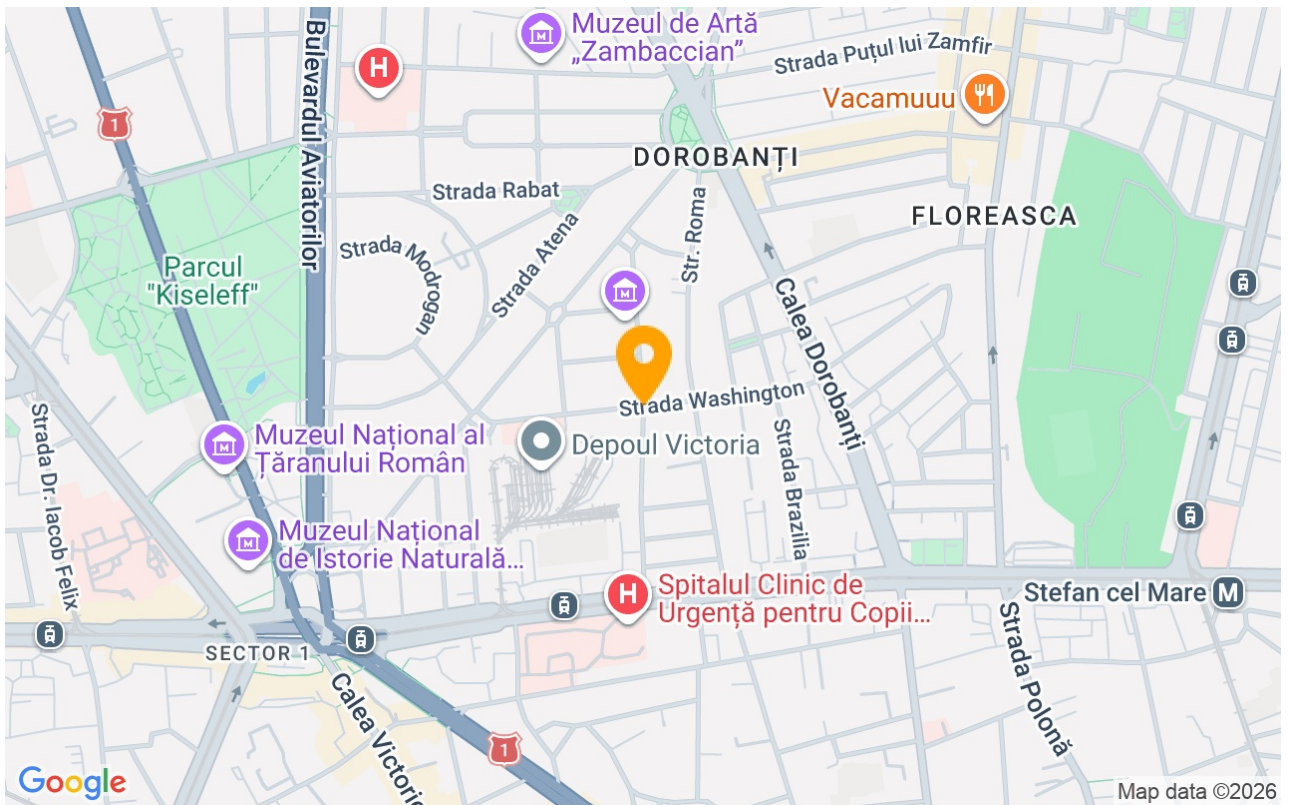 Muzeul de Artă
„Zambaccian”
Strada Puțul lui Zamfir
Vacamuuu
H
1
Bulevardul Aviatorilor
DOROBANȚI
Strada Rabat
FLOREASCA
Str. Roma
Strada Atena
Strada Modrogan
Parcul
"Kiseleff"
M
Calea Dorobanți
Strada Washington
Strada Dr. Iacob Felix
M
Muzeul Național al
Țăranului Român
Depoul Victoria
Strada Brazilia
M
Muzeul Național
de Istorie Naturală...
H
Spitalul Clinic de
Urgență pentru Copii...
Stefan cel Mare M
SECTOR 1
Strada Polonă
Calea Victorie
1
Google
Map data ©2026